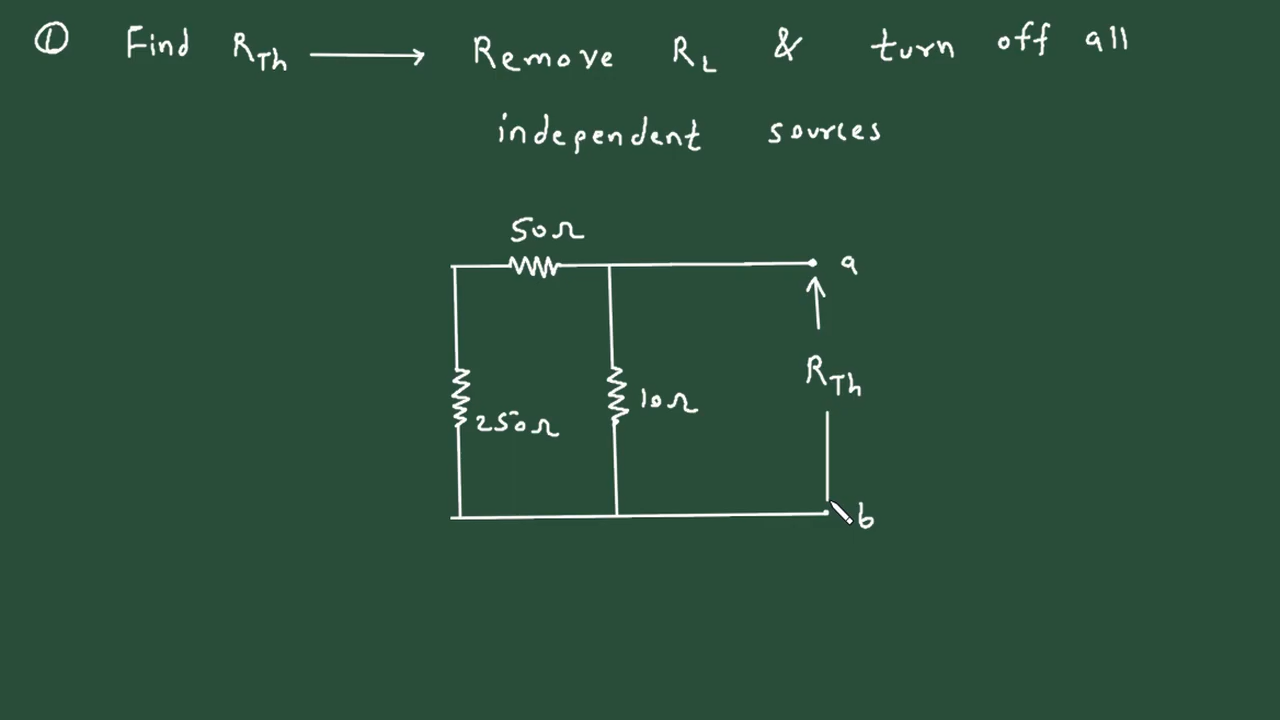 ① Find R_Th ⟶ Remove R_L & turn off all
independent sources
50Ω
a
R_Th
10Ω
250Ω
b